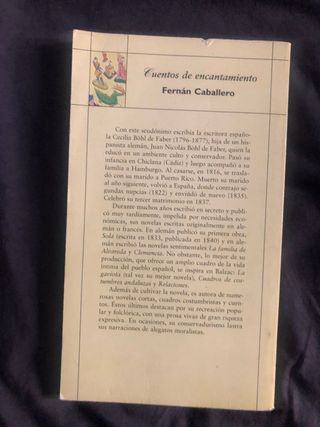 Cuentos de encantamiento
Fernán Caballero
Con este seudónimo escribía la escritora españo-
la Cecilia Böhl de Faber (1796-1877), hija de un his-
panista alemán, Juan Nicolás Böhl de Faber, quien la
educó en un ambiente culto y conservador. Pasó su
infancia en Chiclana (Cádiz) y luego acompañó a su
familia a Hamburgo. Al casarse, en 1816, se trasla-
dó con su marido a Puerto Rico. Muerto su marido
al año siguiente, volvió a España, donde contrajo se-
gundas nupcias (1822) y enviudó de nuevo (1835).
Celebró su tercer matrimonio en 1837.
Durante muchos años escribió en secreto y publi-
có muy tardíamente, impelida por necesidades eco-
nómicas, sus novelas escritas originalmente en ale-
mán o francés. En alemán publicó su primera obra,
Sola (escrita en 1833, publicada en 1840) y en ale-
mán escribió las novelas sentimentales La familia de
Alvareda y Clemencia. No obstante, lo mejor de su
producción, que ofrece un amplio cuadro de la vida
íntima del pueblo español, se inspira en Balzac: La
gaviota (tal vez su mejor novela), Cuadros de cos-
tumbres andaluzas y Relaciones.
Además de cultivar la novela, es autora de nume-
rosas novelas cortas, cuadros costumbristas y cuen-
tos. Éstos últimos destacan por su recreación popu-
lar y folclórica, con una prosa vivaz de gran riqueza
expresiva. En ocasiones, su conservadurismo lastra
sus narraciones de alegatos moralistas.